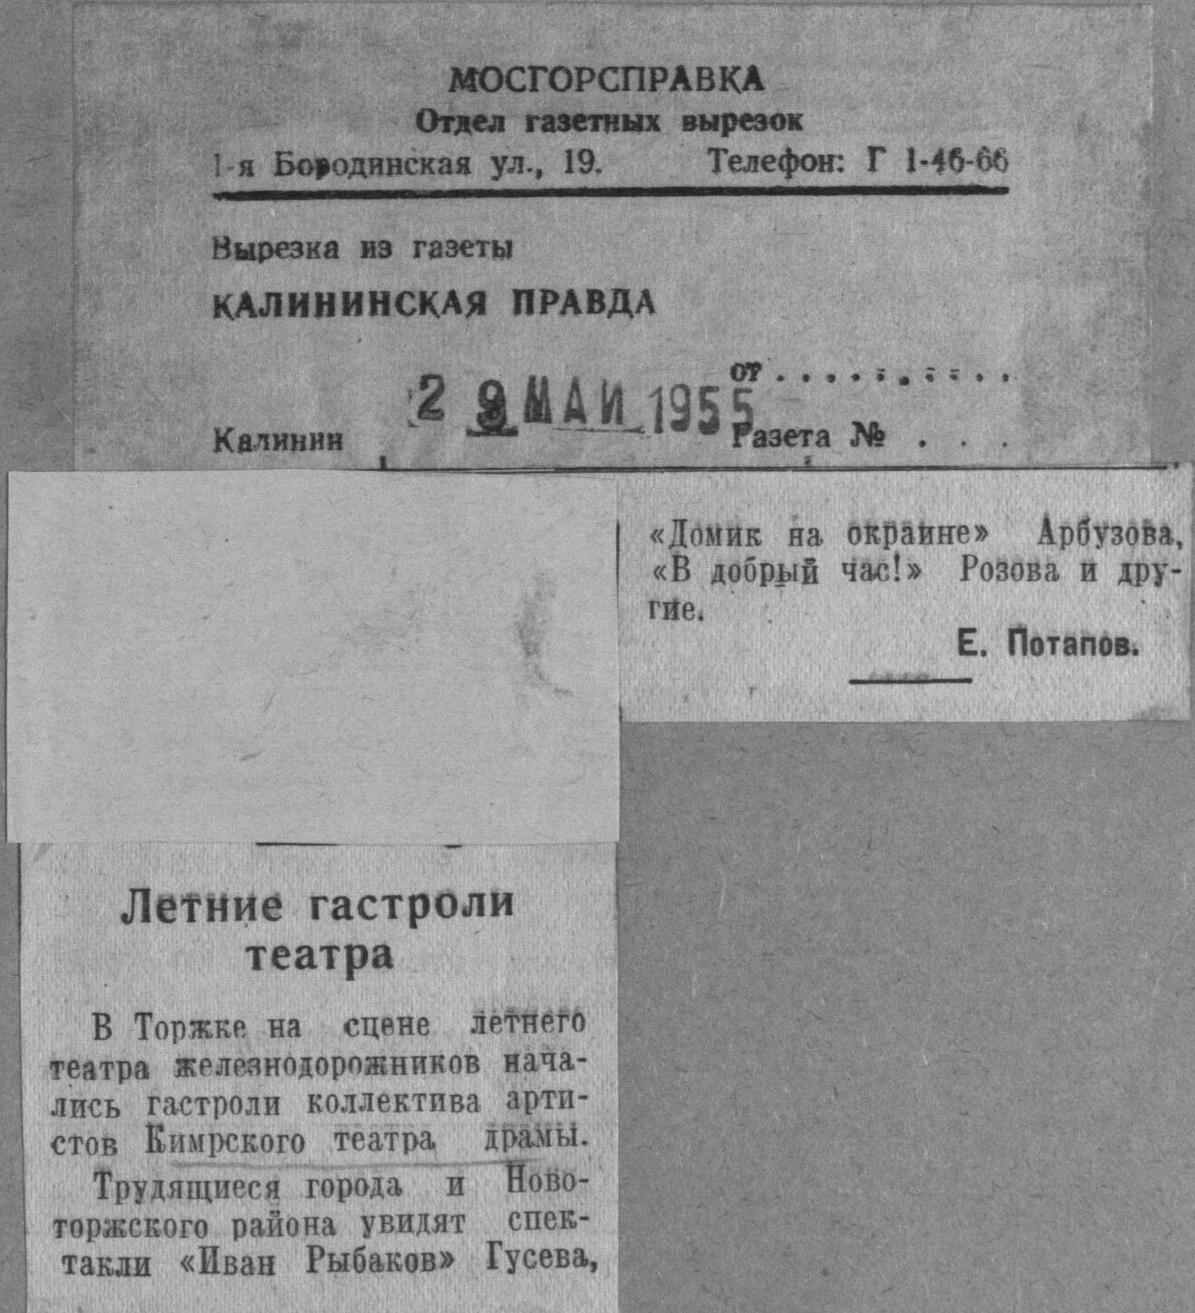 МОСГОРСПРАВКА
Отдел газетных вырезок
1-я Бородинская ул., 19. Телефон: Г 1-46-66
Вырезка из газеты
КАЛИНИНСКАЯ ПРАВДА
от . . . . . . . . . .
2 9 МАЙ 1955
Калинин Газета № . . .
Летние гастроли
театра
В Торжке на сцене летнего
театра железнодорожников нача-
лись гастроли коллектива арти-
стов Кимрского театра драмы.
Трудящиеся города и Ново-
торжского района увидят спек-
такли «Иван Рыбаков» Гусева,
«Домик на окраине» Арбузова,
«В добрый час!» Розова и дру-
гие.
Е. Потапов.